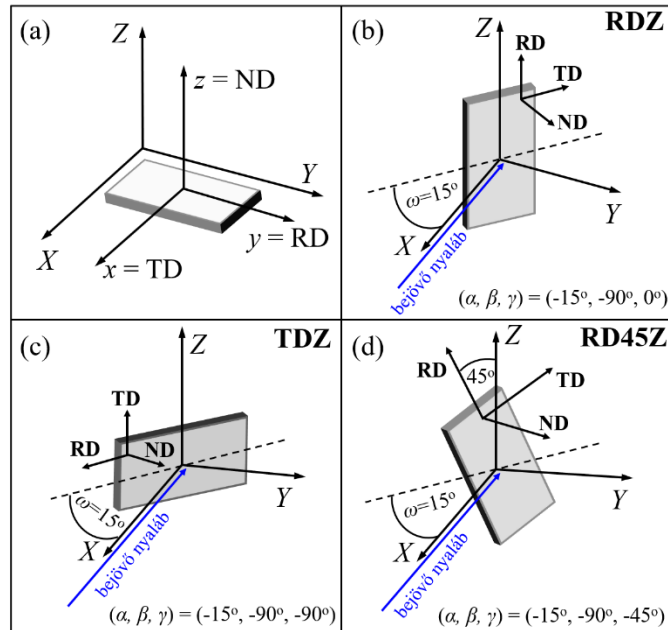 (a)
Z
z = ND
Y
y = RD
X
x = TD
(b)
RDZ
Z
RD
TD
ND
ω=15°
X
Y
bejövő nyaláb
(α, β, γ) = (-15°, -90°, 0°)
(c)
TDZ
Z
TD
RD
ND
ω=15°
X
Y
bejövő nyaláb
(α, β, γ) = (-15°, -90°, -90°)
(d)
RD45Z
Z
RD
45°
TD
ND
ω=15°
X
Y
bejövő nyaláb
(α, β, γ) = (-15°, -90°, -45°)